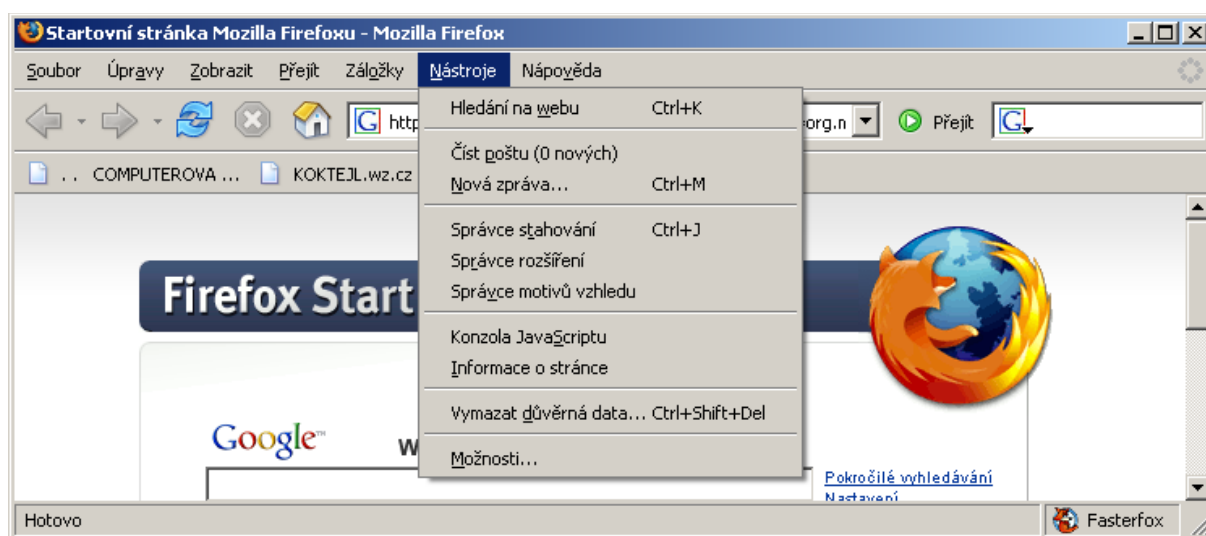 Startovní stránka Mozilla Firefoxu - Mozilla Firefox
Soubor Úpravy Zobrazit Přejít Záložky Nástroje Nápověda
http org.n Přejít
. . COMPUTEROVA ... KOKTEJL.wz.cz
Hledání na webu Ctrl+K
Číst poštu (0 nových)
Nová zpráva... Ctrl+M
Správce stahování Ctrl+J
Správce rozšíření
Správce motivů vzhledu
Konzola JavaScriptu
Informace o stránce
Vymazat důvěrná data... Ctrl+Shift+Del
Možnosti...
Firefox Start
Google™ w
Pokročilé vyhledávání
Nastavení
Hotovo Fasterfox